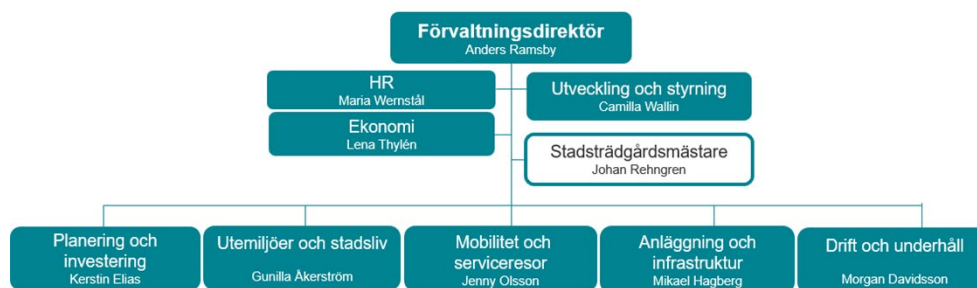 Förvaltningsdirektör
Anders Ramsby
HR
Maria Wernstål
Utveckling och styrning
Camilla Wallin
Ekonomi
Lena Thylén
Stadsträdgårdsmästare
Johan Rehngren
Planering och
investering
Kerstin Elias
Utemiljöer och stadsliv
Gunilla Åkerström
Mobilitet och
serviceresor
Jenny Olsson
Anläggning och
infrastruktur
Mikael Hagberg
Drift och underhåll
Morgan Davidsson